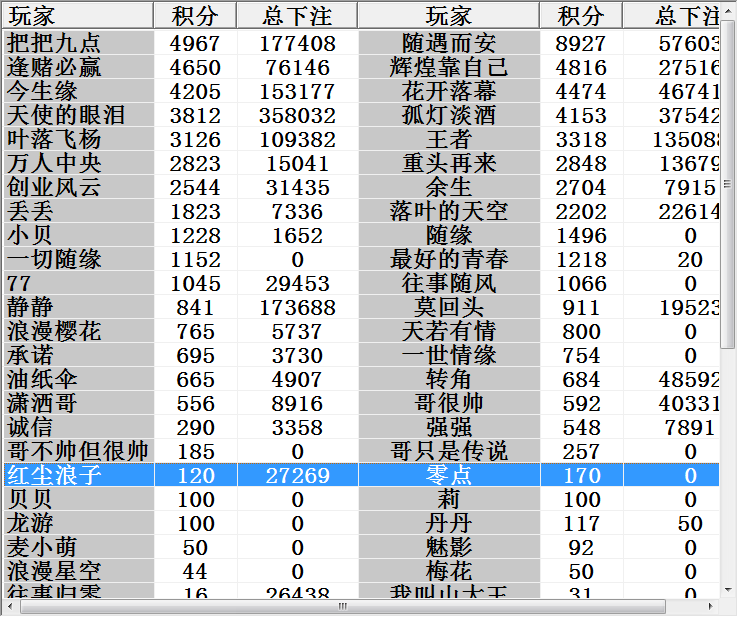 玩家 积分 总下注 玩家 积分 总下注
把把九点 4967 177408 随遇而安 8927 57603
逢赌必赢 4650 76146 辉煌靠自己 4816 27516
今生缘 4205 153177 花开落幕 4474 46741
天使的眼泪 3812 358032 孤灯淡酒 4153 37542
叶落飞杨 3126 109382 王者 3318 135088
万人中央 2823 15041 重头再来 2848 13679
创业风云 2544 31435 余生 2704 7915
丢丢 1823 7336 落叶的天空 2202 22614
小贝 1228 1652 随缘 1496 0
一切随缘 1152 0 最好的青春 1218 20
77 1045 29453 往事随风 1066 0
静静 841 173688 莫回头 911 19523
浪漫樱花 765 5737 天若有情 800 0
承诺 695 3730 一世情缘 754 0
油纸伞 665 4907 转角 684 48592
潇洒哥 556 8916 哥很帅 592 40331
诚信 290 3358 强强 548 7891
哥不帅但很帅 185 0 哥只是传说 257 0
红尘浪子 120 27269 零点 170 0
贝贝 100 0 莉 100 0
龙游 100 0 丹丹 117 50
麦小萌 50 0 魅影 92 0
浪漫星空 44 0 梅花 50 0
往事归零 16 26438 我叫山大王 31 0